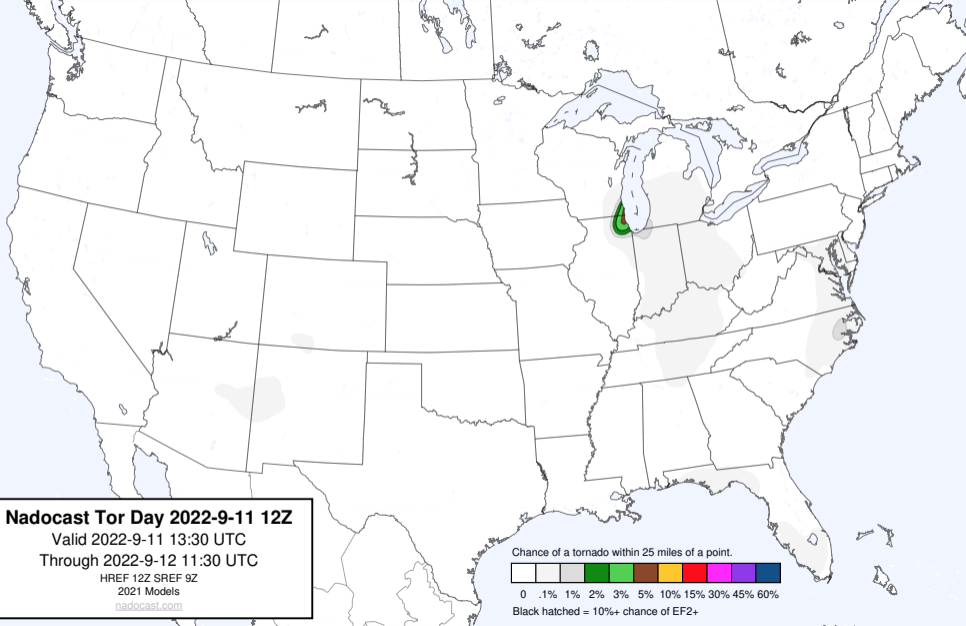 Nadocast Tor Day 2022-9-11 12Z
Valid 2022-9-11 13:30 UTC
Through 2022-9-12 11:30 UTC
HREF 12Z SREF 9Z
2021 Models
nadocast.com
Chance of a tornado within 25 miles of a point.
0 .1% 1% 2% 3% 5% 10% 15% 30% 45% 60%
Black hatched = 10%+ chance of EF2+